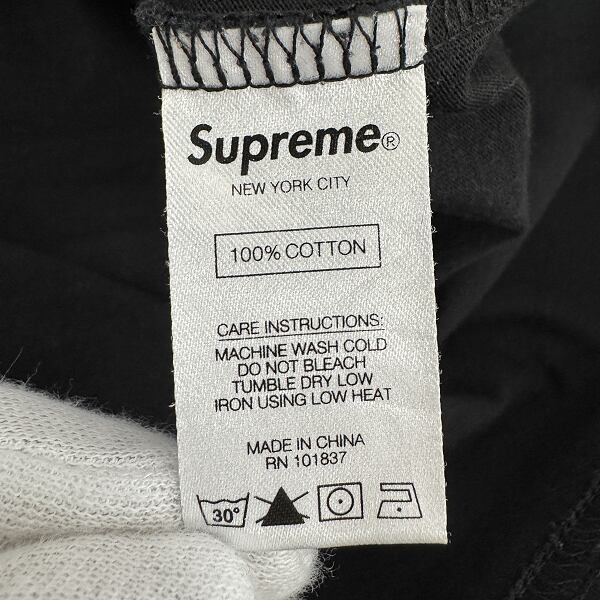 Supreme®
NEW YORK CITY
100% COTTON
CARE INSTRUCTIONS:
MACHINE WASH COLD
DO NOT BLEACH
TUMBLE DRY LOW
IRON USING LOW HEAT
MADE IN CHINA
RN 101837
30°